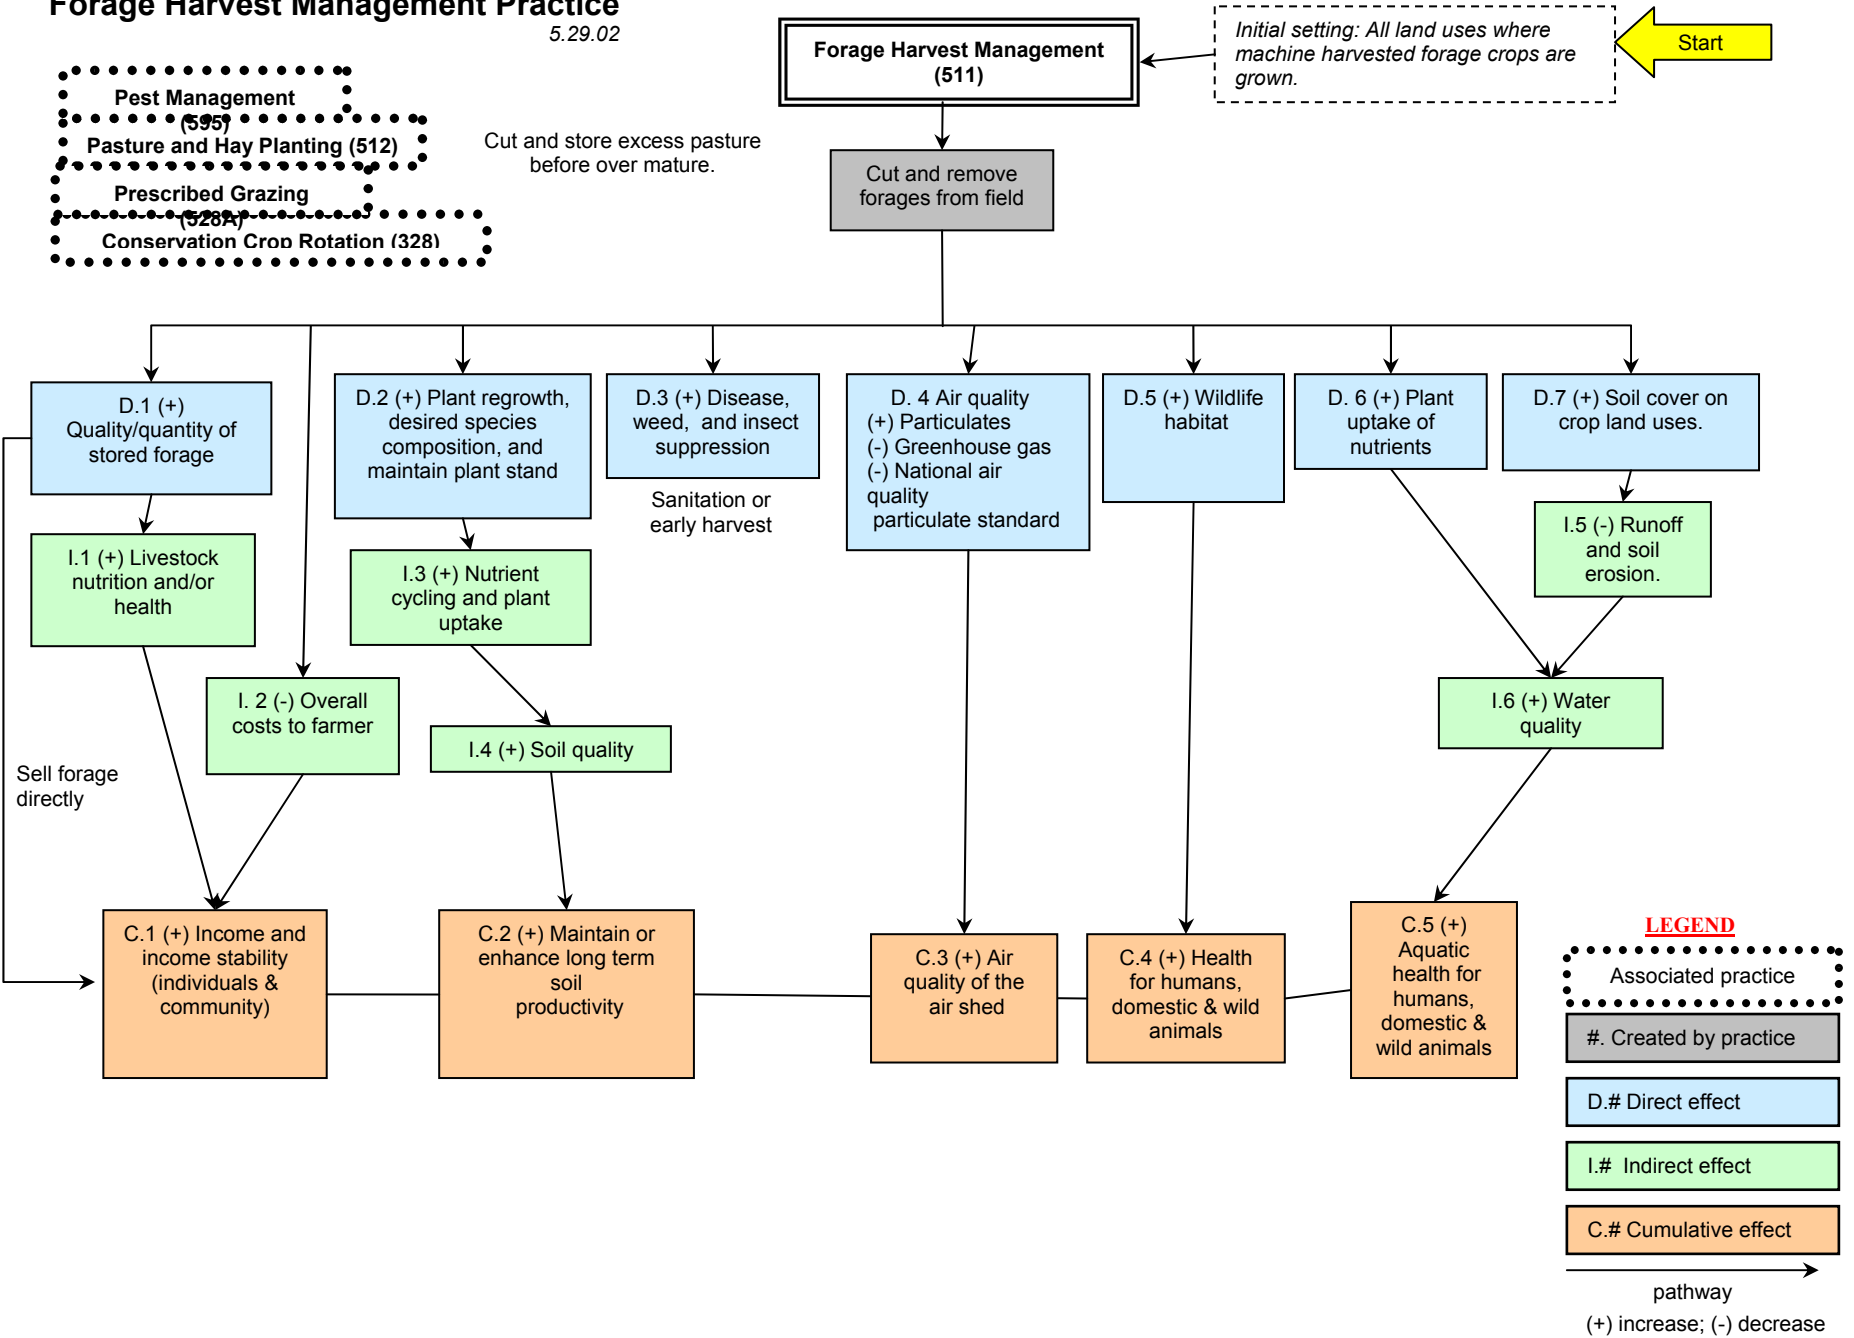 Forage Harvest Management Practice
5.29.02
Pest Management
(595)
Pasture and Hay Planting (512)
Prescribed Grazing
(528A)
Conservation Crop Rotation (328)
Cut and store excess pasture
before over mature.
Forage Harvest Management
(511)
Initial setting: All land uses where
machine harvested forage crops are
grown.
Start
Cut and remove
forages from field
D.1 (+)
Quality/quantity of
stored forage
D.2 (+) Plant regrowth,
desired species
composition, and
maintain plant stand
D.3 (+) Disease,
weed, and insect
suppression
Sanitation or
early harvest
D. 4 Air quality
(+) Particulates
(-) Greenhouse gas
(-) National air
quality
particulate standard
D.5 (+) Wildlife
habitat
D. 6 (+) Plant
uptake of
nutrients
D.7 (+) Soil cover on
crop land uses.
I.1 (+) Livestock
nutrition and/or
health
I. 2 (-) Overall
costs to farmer
I.3 (+) Nutrient
cycling and plant
uptake
I.4 (+) Soil quality
I.5 (-) Runoff
and soil
erosion.
I.6 (+) Water
quality
Sell forage
directly
C.1 (+) Income and
income stability
(individuals &
community)
C.2 (+) Maintain or
enhance long term
soil
productivity
C.3 (+) Air
quality of the
air shed
C.4 (+) Health
for humans,
domestic & wild
animals
C.5 (+)
Aquatic
health for
humans,
domestic &
wild animals
LEGEND
Associated practice
#. Created by practice
D.# Direct effect
I.# Indirect effect
C.# Cumulative effect
pathway
(+) increase; (-) decrease